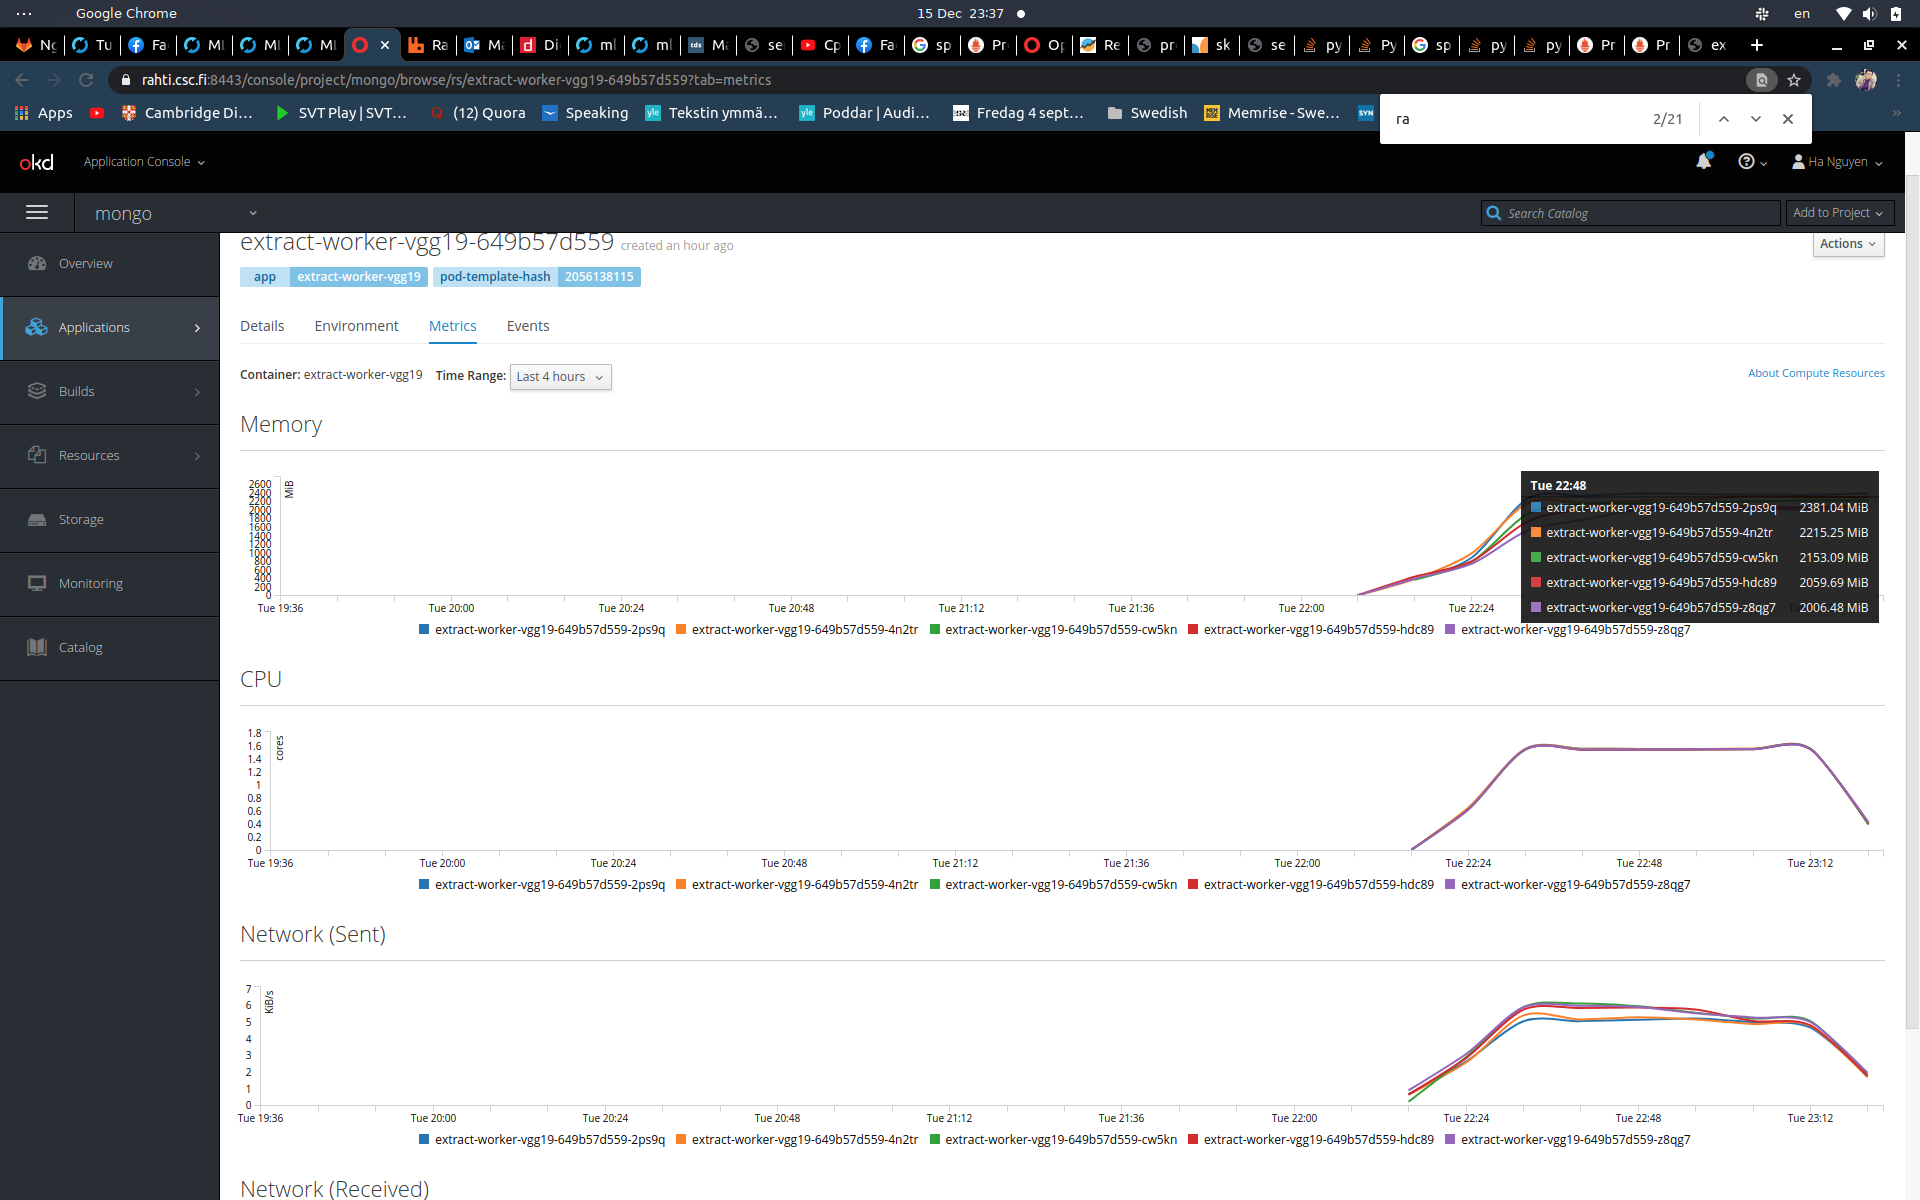 Google Chrome
15 Dec 23:37
en
Ng
Tu
Fa
ML
ML
ML
Ra
Ma
Di
ml
ml
tds
Ma
se
Cp
Fa
sp
Pr
Op
Re
pr
sk
se
py
Py
sp
py
py
Pr
Pr
ex
rahti.csc.fi:8443/console/project/mongo/browse/rs/extract-worker-vgg19-649b57d559?tab=metrics
Apps
Cambridge Di...
SVT Play | SVT...
(12) Quora
Speaking
yle
Tekstin ymmä...
yle
Poddar | Audi...
Fredag 4 sept...
Swedish
Memrise - Swe...
SYN
ra
2/21
okd
Application Console
Ha Nguyen
mongo
Search Catalog
Add to Project
extract-worker-vgg19-649b57d559 created an hour ago
Actions
Overview
Applications
Builds
Resources
Storage
Monitoring
Catalog
app extract-worker-vgg19 pod-template-hash 2056138115
Details Environment Metrics Events
Container: extract-worker-vgg19 Time Range: Last 4 hours
About Compute Resources
Memory
2600
2400
2200
2000
1800
1600
1400
1200
1000
800
600
400
200
0
MiB
Tue 22:48
extract-worker-vgg19-649b57d559-2ps9q 2381.04 MiB
extract-worker-vgg19-649b57d559-4n2tr 2215.25 MiB
extract-worker-vgg19-649b57d559-cw5kn 2153.09 MiB
extract-worker-vgg19-649b57d559-hdc89 2059.69 MiB
extract-worker-vgg19-649b57d559-z8qg7 2006.48 MiB
Tue 19:36 Tue 20:00 Tue 20:24 Tue 20:48 Tue 21:12 Tue 21:36 Tue 22:00 Tue 22:24
extract-worker-vgg19-649b57d559-2ps9q extract-worker-vgg19-649b57d559-4n2tr extract-worker-vgg19-649b57d559-cw5kn extract-worker-vgg19-649b57d559-hdc89 extract-worker-vgg19-649b57d559-z8qg7
CPU
1.8
1.6
1.4
1.2
1
0.8
0.6
0.4
0.2
0
cores
Tue 19:36 Tue 20:00 Tue 20:24 Tue 20:48 Tue 21:12 Tue 21:36 Tue 22:00 Tue 22:24 Tue 22:48 Tue 23:12
extract-worker-vgg19-649b57d559-2ps9q extract-worker-vgg19-649b57d559-4n2tr extract-worker-vgg19-649b57d559-cw5kn extract-worker-vgg19-649b57d559-hdc89 extract-worker-vgg19-649b57d559-z8qg7
Network (Sent)
7
6
5
4
3
2
1
0
KiB/s
Tue 19:36 Tue 20:00 Tue 20:24 Tue 20:48 Tue 21:12 Tue 21:36 Tue 22:00 Tue 22:24 Tue 22:48 Tue 23:12
extract-worker-vgg19-649b57d559-2ps9q extract-worker-vgg19-649b57d559-4n2tr extract-worker-vgg19-649b57d559-cw5kn extract-worker-vgg19-649b57d559-hdc89 extract-worker-vgg19-649b57d559-z8qg7
Network (Received)